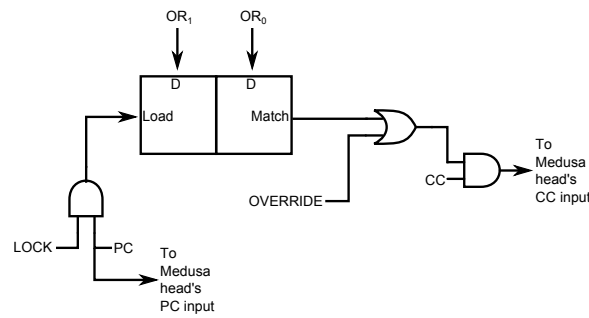 OR₁
OR₀
D
D
Load
Match
To
Medusa
head's
CC input
CC
OVERRIDE
LOCK
PC
To
Medusa
head's
PC input